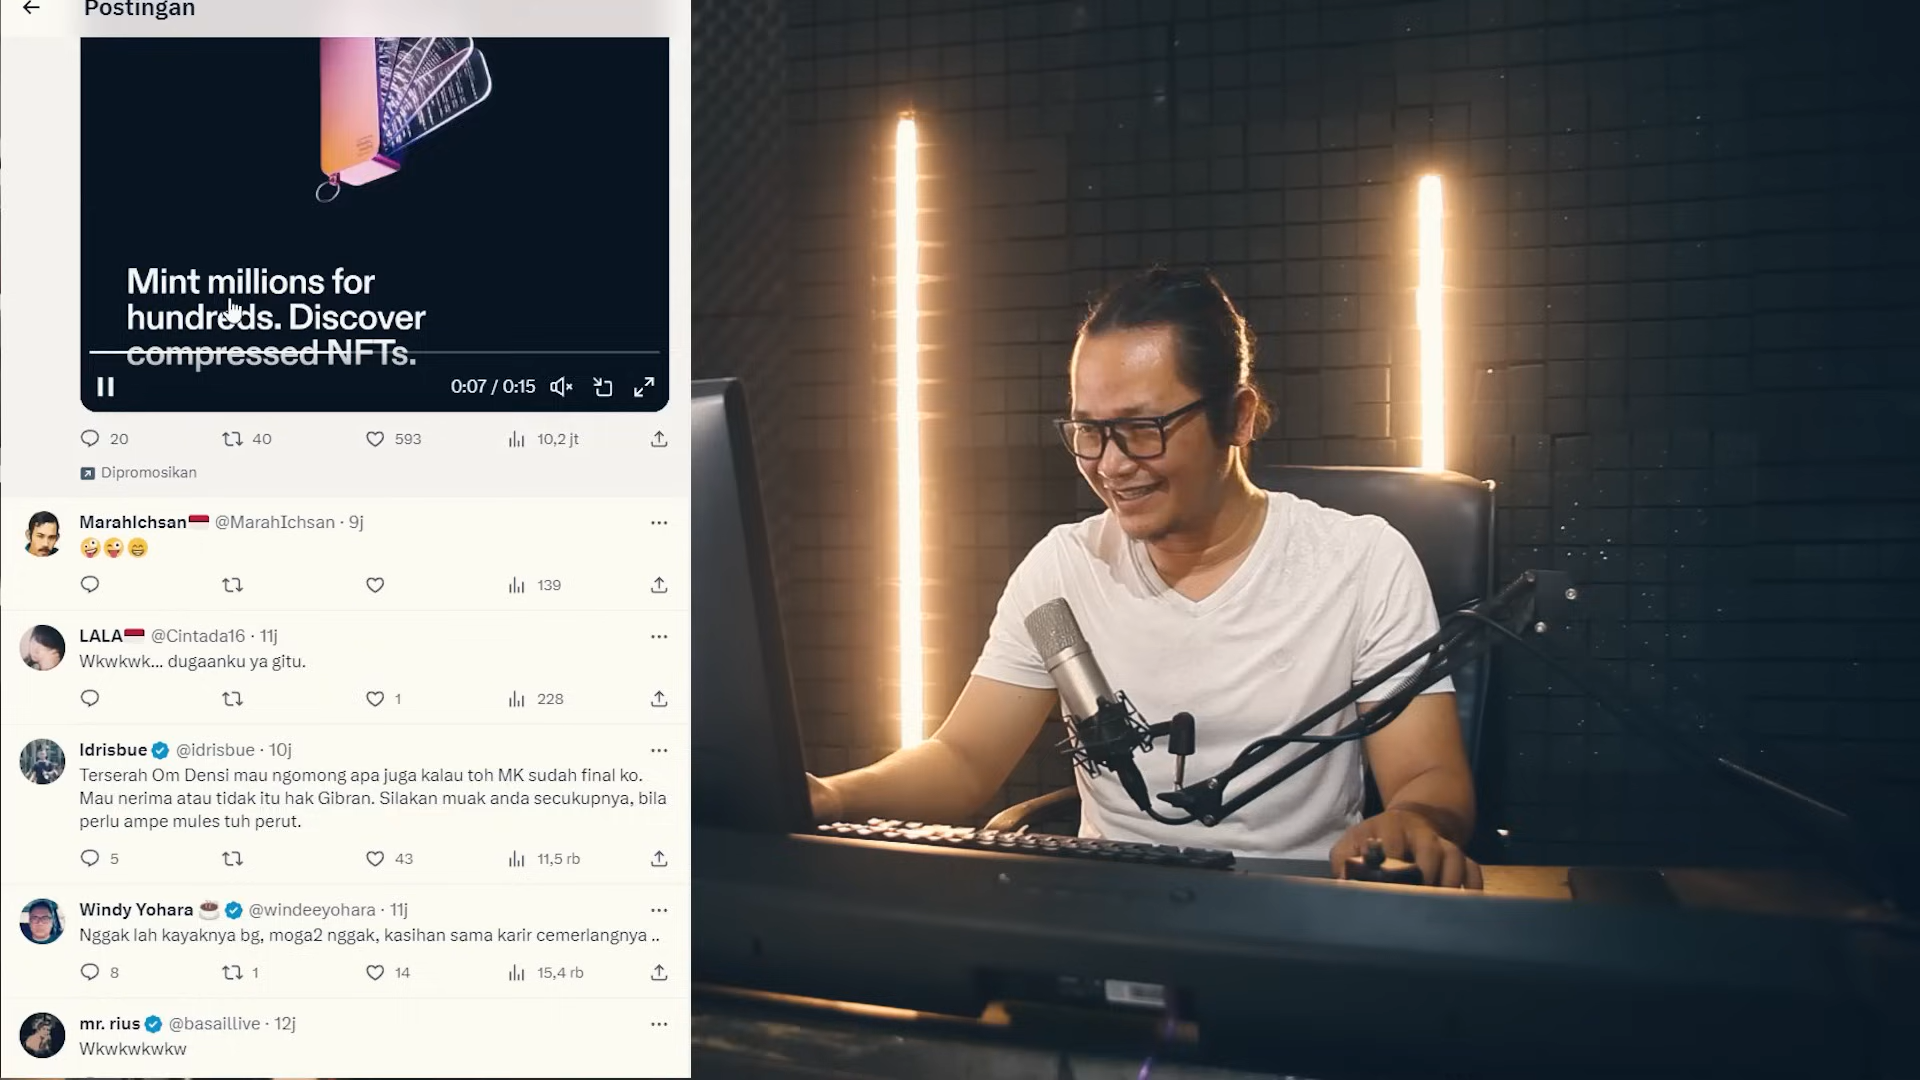 Postingan
Mint millions for
hundreds. Discover
compressed NFTs.
0:07 / 0:15
20 40 593 10,2 jt
Dipromosikan
MarahIchsan🇮🇩 @MarahIchsan · 9j
🤪😜😁
139
LALA🇮🇩 @Cintada16 · 11j
Wkwkwk... dugaanku ya gitu.
1 228
Idrisbue @idrisbue · 10j
Terserah Om Densi mau ngomong apa juga kalau toh MK sudah final ko.
Mau nerima atau tidak itu hak Gibran. Silakan muak anda secukupnya, bila
perlu ampe mules tuh perut.
5 43 11,5 rb
Windy Yohara ☕ @windeeyohara · 11j
Nggak lah kayaknya bg, moga2 nggak, kasihan sama karir cemerlangnya ..
8 1 14 15,4 rb
mr. rius @basaillive · 12j
Wkwkwkwkw